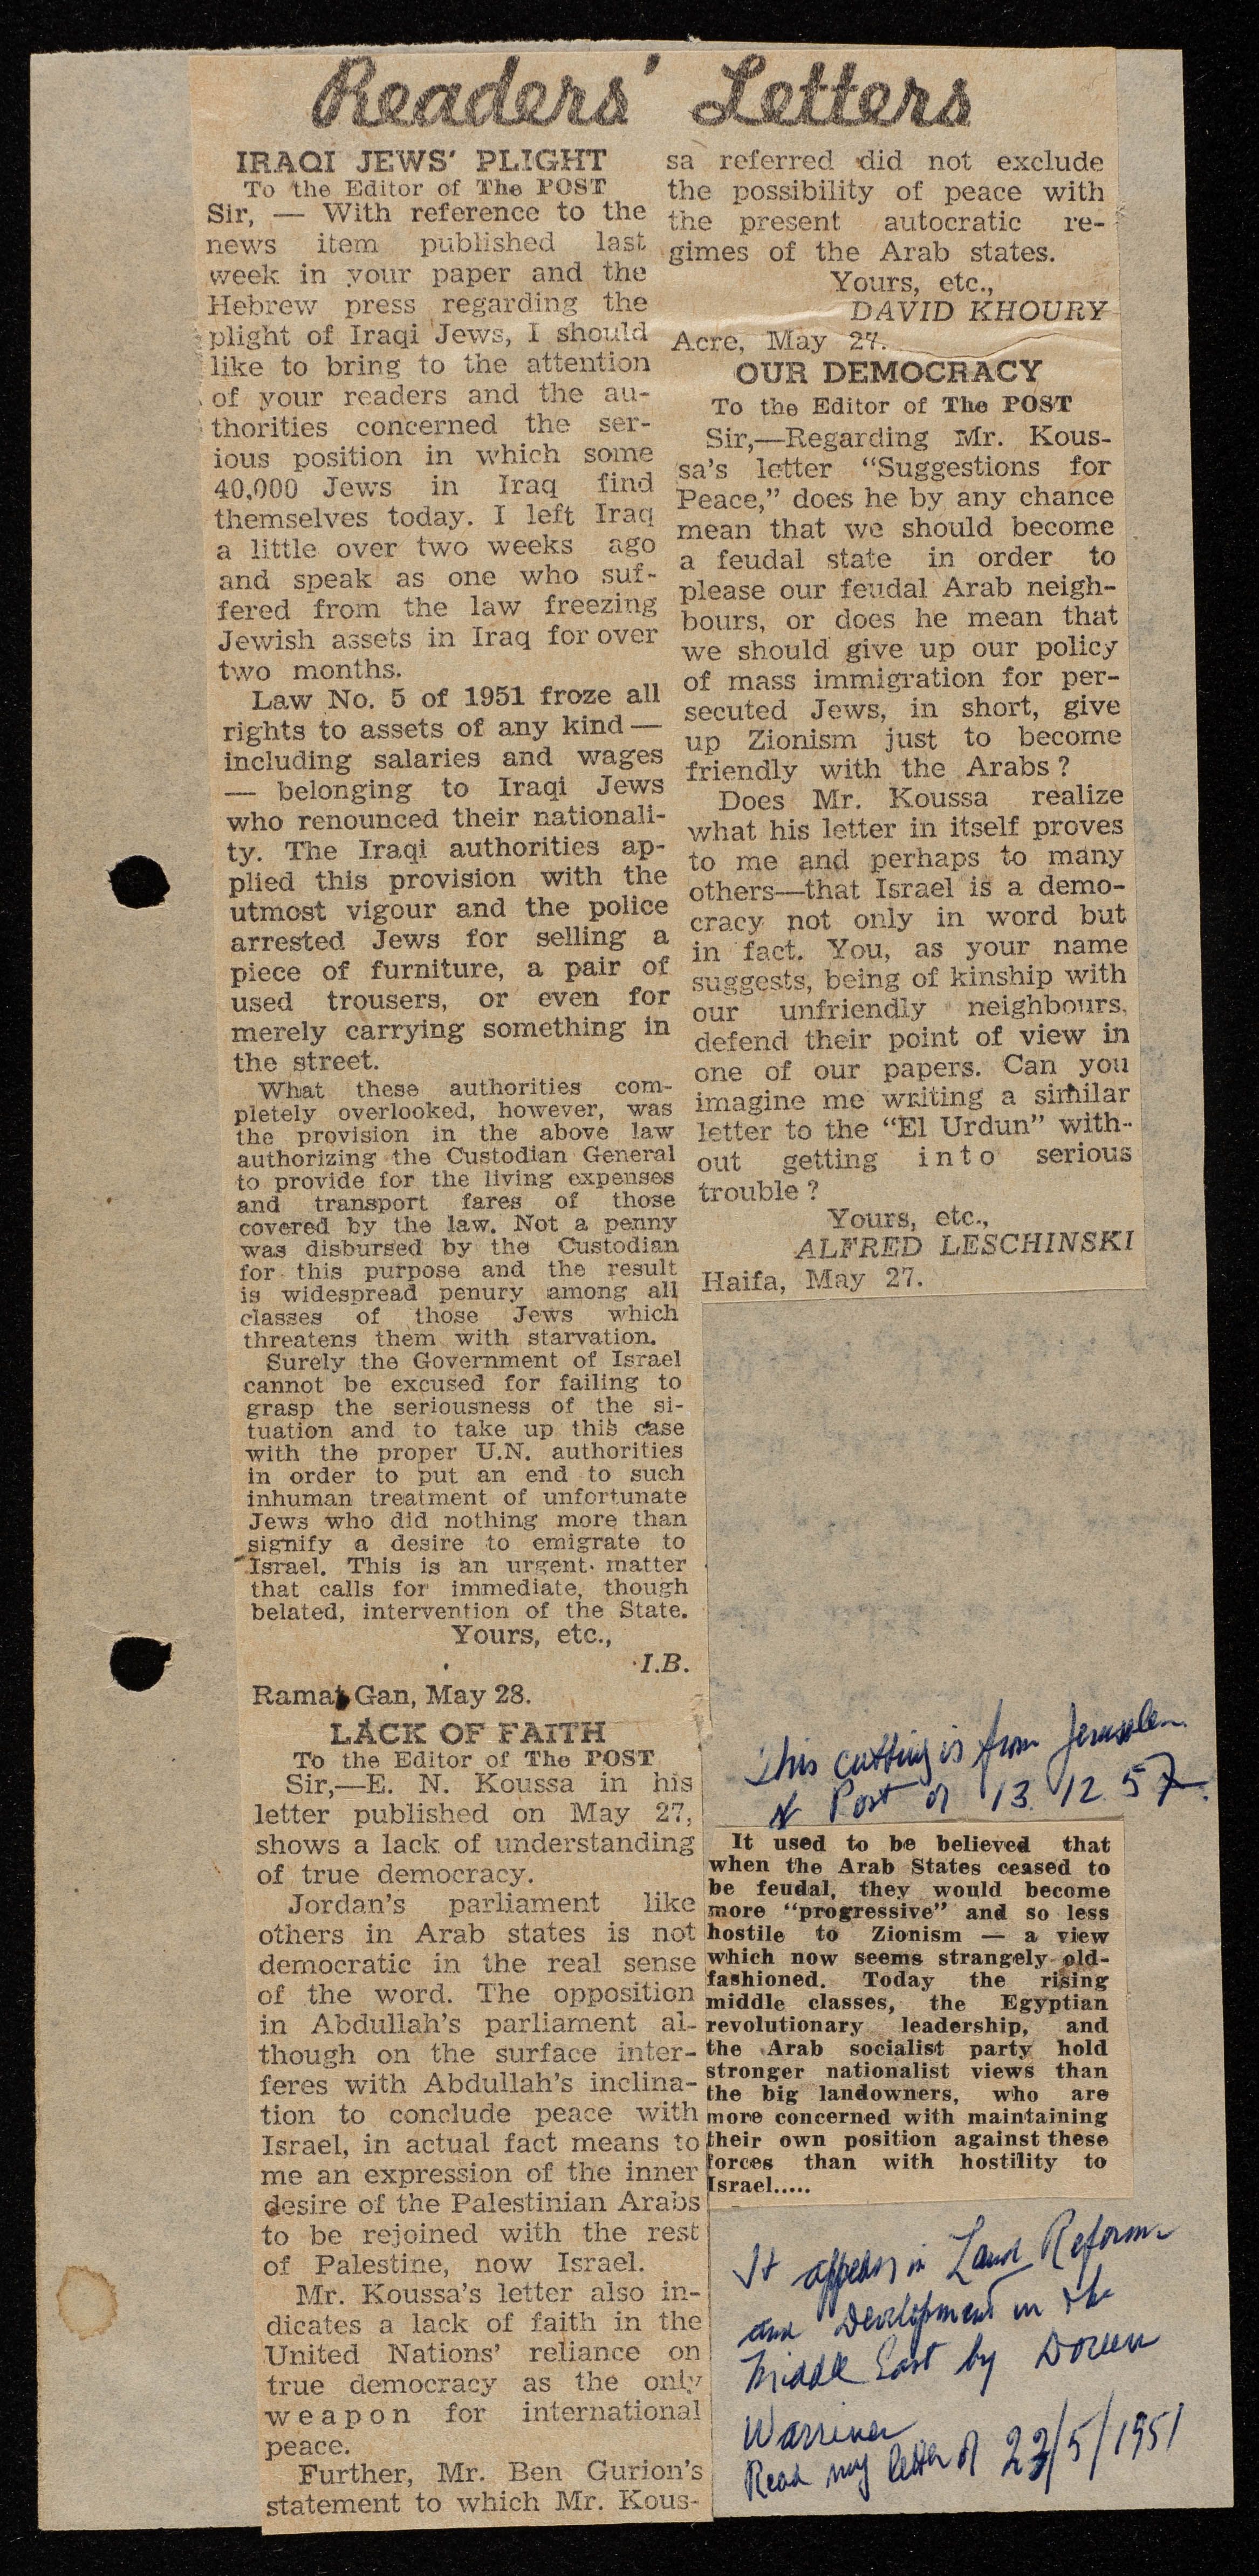 Readers' Letters
IRAQI JEWS' PLIGHT
To the Editor of The POST
Sir, — With reference to the
news item published last
week in your paper and the
Hebrew press regarding the
plight of Iraqi Jews, I should
like to bring to the attention
of your readers and the au-
thorities concerned the ser-
ious position in which some
40,000 Jews in Iraq find
themselves today. I left Iraq
a little over two weeks ago
and speak as one who suf-
fered from the law freezing
Jewish assets in Iraq for over
two months.
Law No. 5 of 1951 froze all
rights to assets of any kind —
including salaries and wages
— belonging to Iraqi Jews
who renounced their nationali-
ty. The Iraqi authorities ap-
plied this provision with the
utmost vigour and the police
arrested Jews for selling a
piece of furniture, a pair of
used trousers, or even for
merely carrying something in
the street.
What these authorities com-
pletely overlooked, however, was
the provision in the above law
authorizing the Custodian General
to provide for the living expenses
and transport fares of those
covered by the law. Not a penny
was disbursed by the Custodian
for this purpose and the result
is widespread penury among all
classes of those Jews which
threatens them with starvation.
Surely the Government of Israel
cannot be excused for failing to
grasp the seriousness of the si-
tuation and to take up this case
with the proper U.N. authorities
in order to put an end to such
inhuman treatment of unfortunate
Jews who did nothing more than
signify a desire to emigrate to
Israel. This is an urgent matter
that calls for immediate, though
belated, intervention of the State.
Yours, etc.,
I.B.
Ramat Gan, May 28.
LACK OF FAITH
To the Editor of The POST
Sir,—E. N. Koussa in his
letter published on May 27,
shows a lack of understanding
of true democracy.
Jordan's parliament like
others in Arab states is not
democratic in the real sense
of the word. The opposition
in Abdullah's parliament al-
though on the surface inter-
feres with Abdullah's inclina-
tion to conclude peace with
Israel, in actual fact means to
me an expression of the inner
desire of the Palestinian Arabs
to be rejoined with the rest
of Palestine, now Israel.
Mr. Koussa's letter also in-
dicates a lack of faith in the
United Nations' reliance on
true democracy as the only
weapon for international
peace.
Further, Mr. Ben Gurion's
statement to which Mr. Kous-
sa referred did not exclude
the possibility of peace with
the present autocratic re-
gimes of the Arab states.
Yours, etc.,
DAVID KHOURY
Acre, May 27.
OUR DEMOCRACY
To the Editor of The POST
Sir,—Regarding Mr. Kous-
sa's letter "Suggestions for
Peace," does he by any chance
mean that we should become
a feudal state in order to
please our feudal Arab neigh-
bours, or does he mean that
we should give up our policy
of mass immigration for per-
secuted Jews, in short, give
up Zionism just to become
friendly with the Arabs?
Does Mr. Koussa realize
what his letter in itself proves
to me and perhaps to many
others—that Israel is a demo-
cracy not only in word but
in fact. You, as your name
suggests, being of kinship with
our unfriendly neighbours,
defend their point of view in
one of our papers. Can you
imagine me writing a similar
letter to the "El Urdun" with-
out getting into serious
trouble?
Yours, etc.,
ALFRED LESCHINSKI
Haifa, May 27.
This cutting is from Jerusalem
Post of 13.12.57.
It used to be believed that
when the Arab States ceased to
be feudal, they would become
more "progressive" and so less
hostile to Zionism — a view
which now seems strangely old-
fashioned. Today the rising
middle classes, the Egyptian
revolutionary leadership, and
the Arab socialist party hold
stronger nationalist views than
the big landowners, who are
more concerned with maintaining
their own position against these
forces than with hostility to
Israel.....
It appears in Land Reform
and Development in the
Middle East by Doreen
Warriner
Read my letter of 23/5/1951